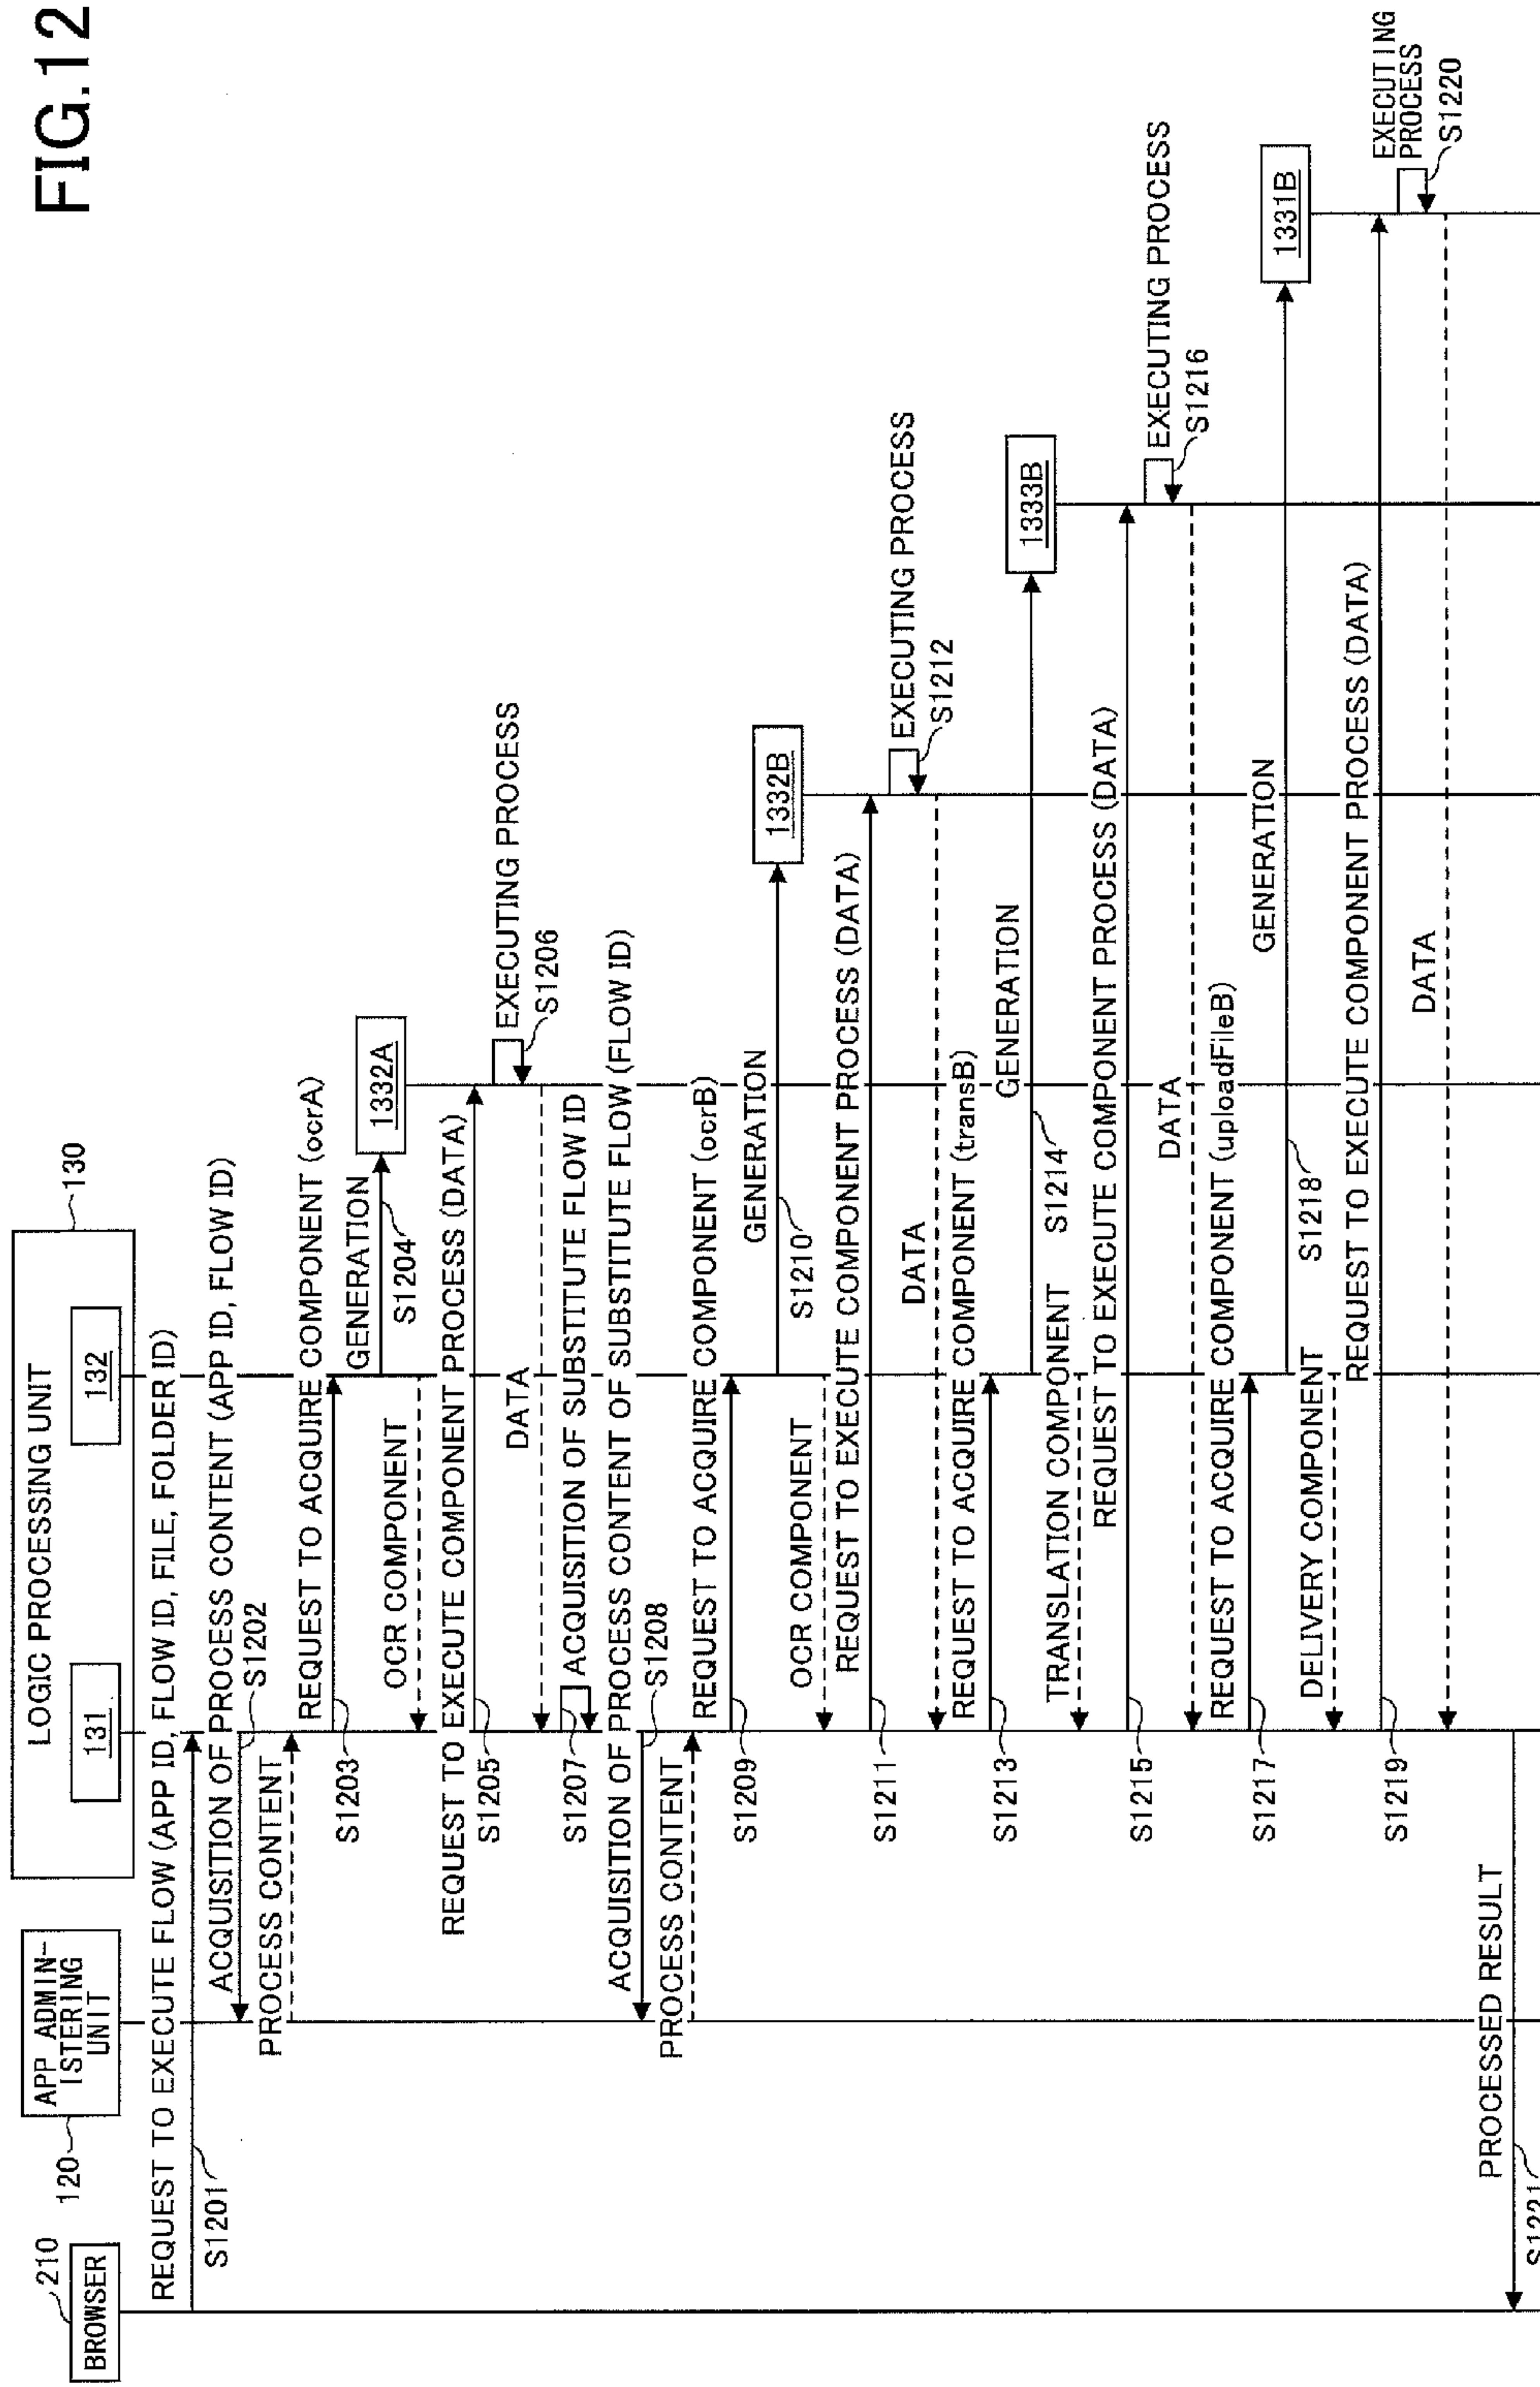 FIG.12
BROWSER
210
APP ADMIN-
ISTERING
UNIT
120
LOGIC PROCESSING UNIT
130
131
132
REQUEST TO EXECUTE FLOW (APP ID, FLOW ID, FILE, FOLDER ID)
S1201
ACQUISITION OF PROCESS CONTENT (APP ID, FLOW ID)
S1202
PROCESS CONTENT
REQUEST TO ACQUIRE COMPONENT (ocrA)
S1203
GENERATION
S1204
1332A
OCR COMPONENT
REQUEST TO EXECUTE COMPONENT PROCESS (DATA)
S1205
EXECUTING PROCESS
S1206
DATA
ACQUISITION OF SUBSTITUTE FLOW ID
S1207
ACQUISITION OF PROCESS CONTENT OF SUBSTITUTE FLOW (FLOW ID)
S1208
PROCESS CONTENT
REQUEST TO ACQUIRE COMPONENT (ocrB)
S1209
GENERATION
S1210
1332B
OCR COMPONENT
REQUEST TO EXECUTE COMPONENT PROCESS (DATA)
S1211
EXECUTING PROCESS
S1212
DATA
REQUEST TO ACQUIRE COMPONENT (transB)
S1213
GENERATION
S1214
1333B
TRANSLATION COMPONENT
REQUEST TO EXECUTE COMPONENT PROCESS (DATA)
S1215
EXECUTING PROCESS
S1216
DATA
REQUEST TO ACQUIRE COMPONENT (uploadFileB)
S1217
GENERATION
S1218
1331B
DELIVERY COMPONENT
REQUEST TO EXECUTE COMPONENT PROCESS (DATA)
S1219
EXECUTING
PROCESS
S1220
DATA
PROCESSED RESULT
S1221